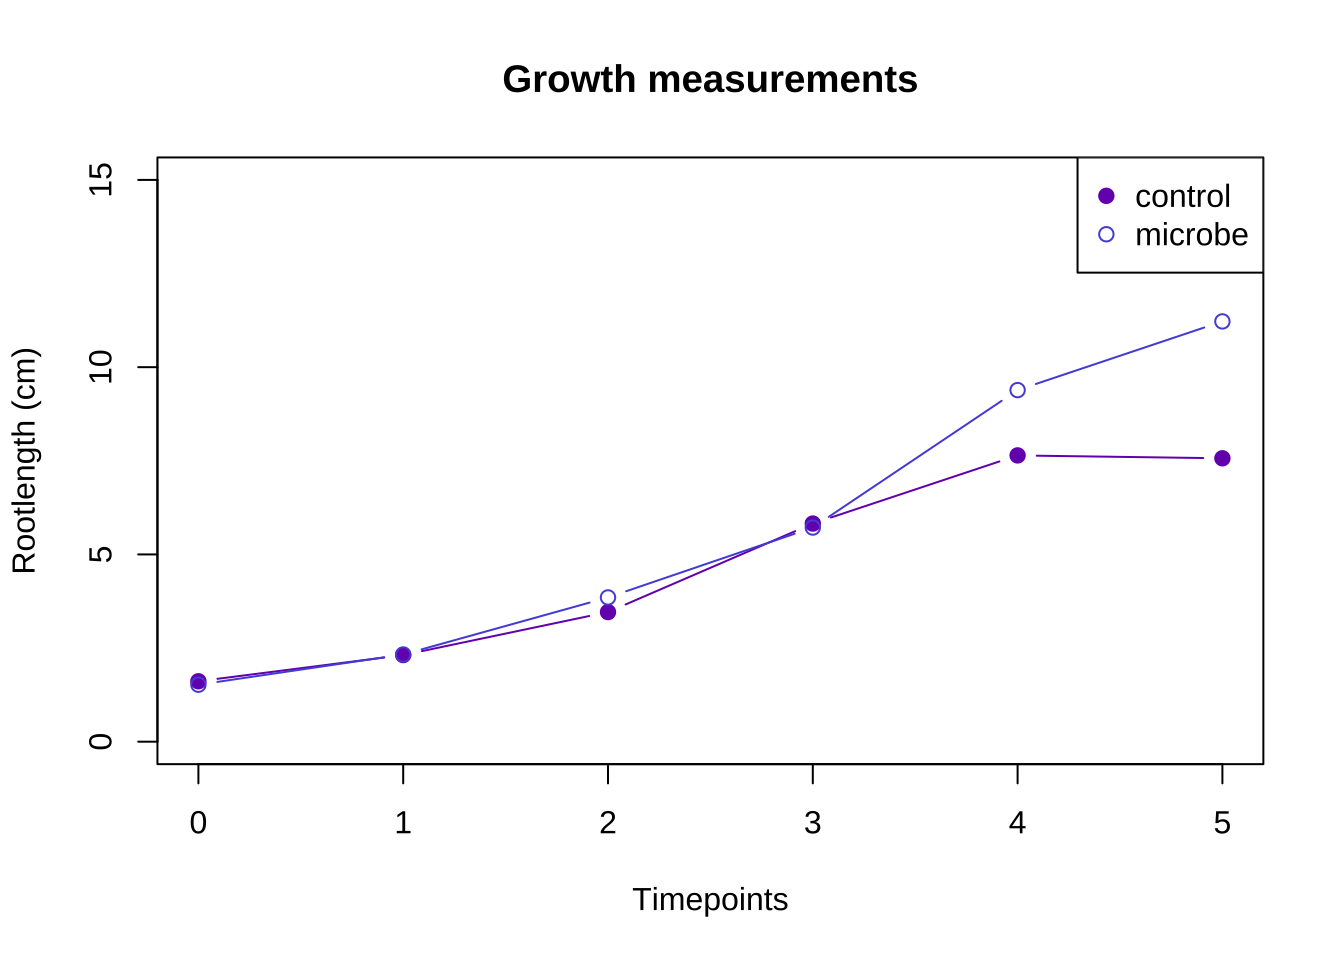 Growth measurements
control
microbe
15
10
5
0
Rootlength (cm)
0 1 2 3 4 5
Timepoints